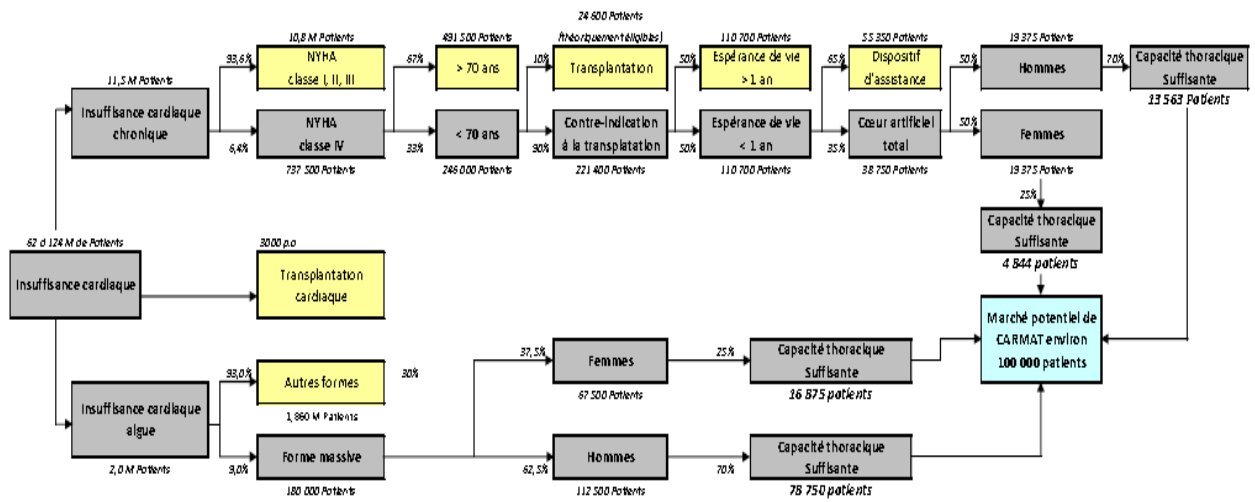 24 600 Patients
10,8 M Patients
491 500 Patients
(théoriquement éligibles)
110 700 Patients
55 350 Patients
19 375 Patients
93,6%
NYHA
classe I, II, III
67%
> 70 ans
10%
Transplantation
50%
Espérance de vie
> 1 an
65%
Dispositif
d'assistance
50%
Hommes
70%
Capacité thoracique
Suffisante
13 563 Patients
11,5 M Patients
Insuffisance cardiaque
chronique
6,4%
NYHA
classe IV
737 500 Patients
33%
< 70 ans
246 000 Patients
90%
Contre-indication
à la transplatation
221 400 Patients
50%
Espérance de vie
< 1 an
110 700 Patients
35%
Cœur artificiel
total
38 750 Patients
50%
Femmes
19 375 Patients
25%
Capacité thoracique
Suffisante
4 844 patients
62 à 124 M de Patients
Insuffisance cardiaque
3000 p.a
Transplantation
cardiaque
Marché potentiel de
CARMAT environ
100 000 patients
37,5%
Femmes
67 500 Patients
25%
Capacité thoracique
Suffisante
16 875 patients
93,0%
Autres formes
30%
1,860 M Patients
Insuffisance cardiaque
aigue
2,0 M Patients
9,0%
Forme massive
180 000 Patients
62,5%
Hommes
112 500 Patients
70%
Capacité thoracique
Suffisante
78 750 patients